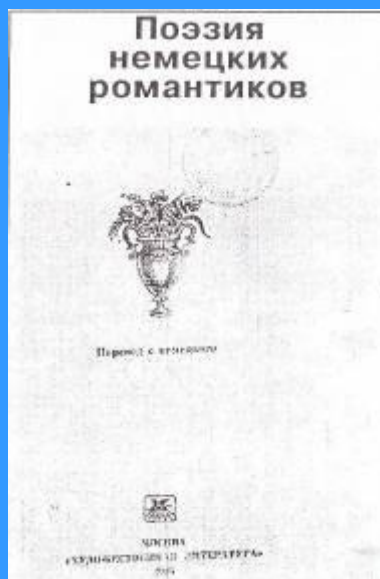 Поэзия
немецких
романтиков
Перевод с немецкого
МОСКВА
«ХУДОЖЕСТВЕННАЯ ЛИТЕРАТУРА»